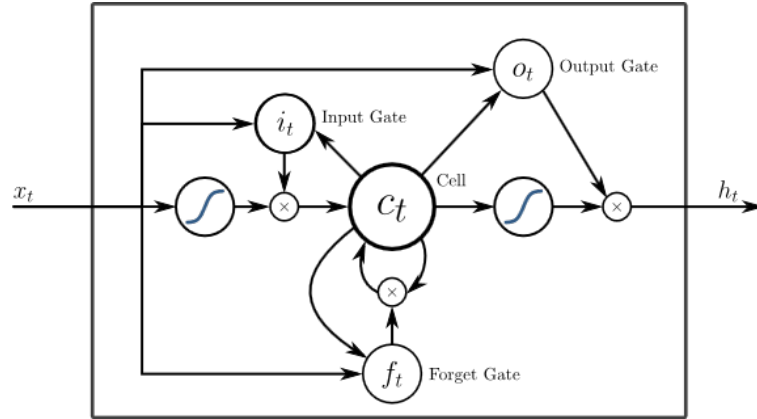 o_t Output Gate
i_t Input Gate
x_t
×
Cell
c_t
×
h_t
×
f_t Forget Gate